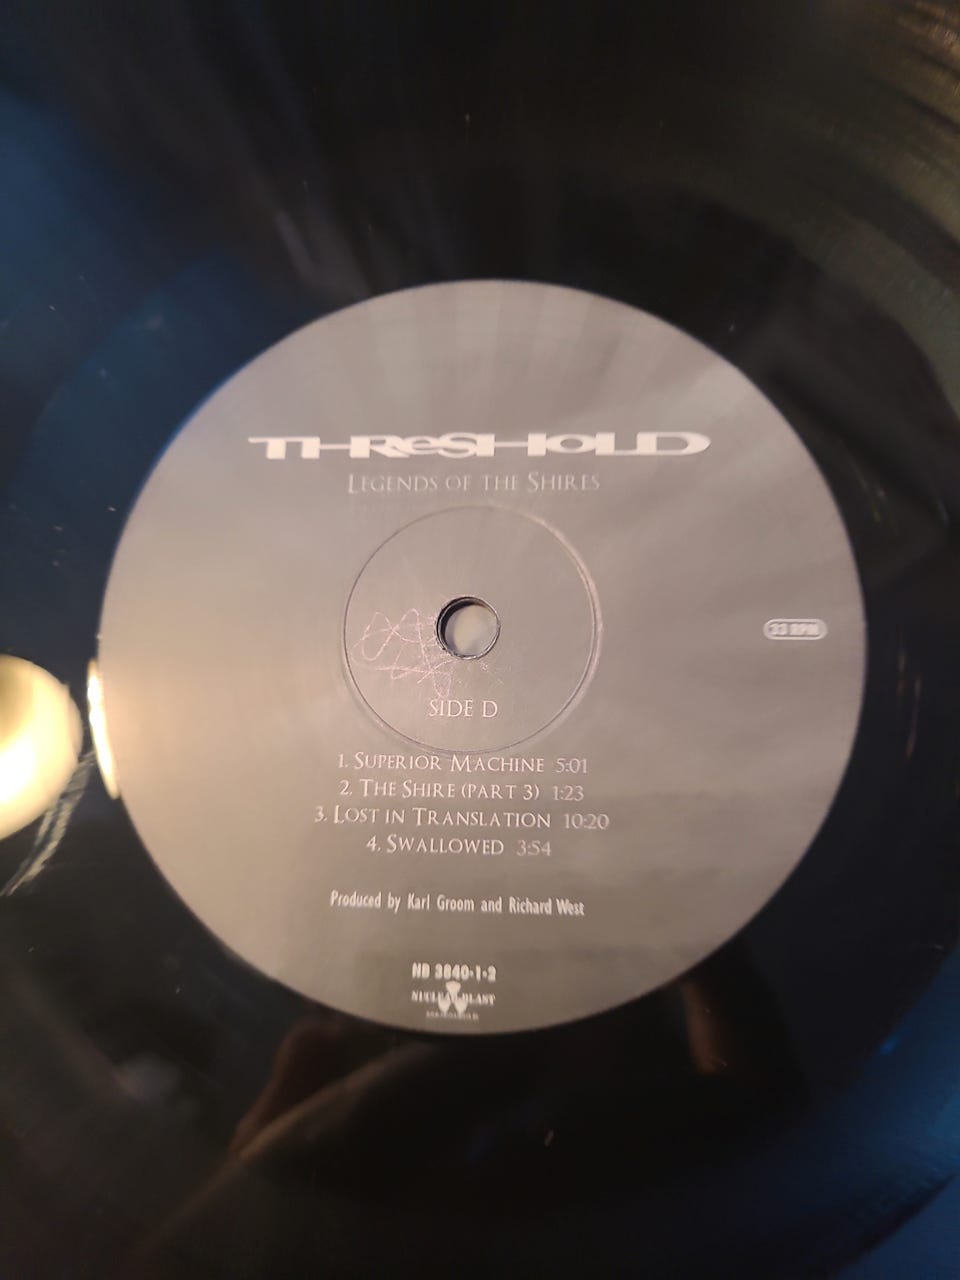 THReSHOLD
LEGENDS OF THE SHIRES
33 RPM
SIDE D
1. SUPERIOR MACHINE 5:01
2. THE SHIRE (PART 3) 1:23
3. LOST IN TRANSLATION 10:20
4. SWALLOWED 3:54
Produced by Karl Groom and Richard West
NB 3840-1-2
NUCLEAR BLAST